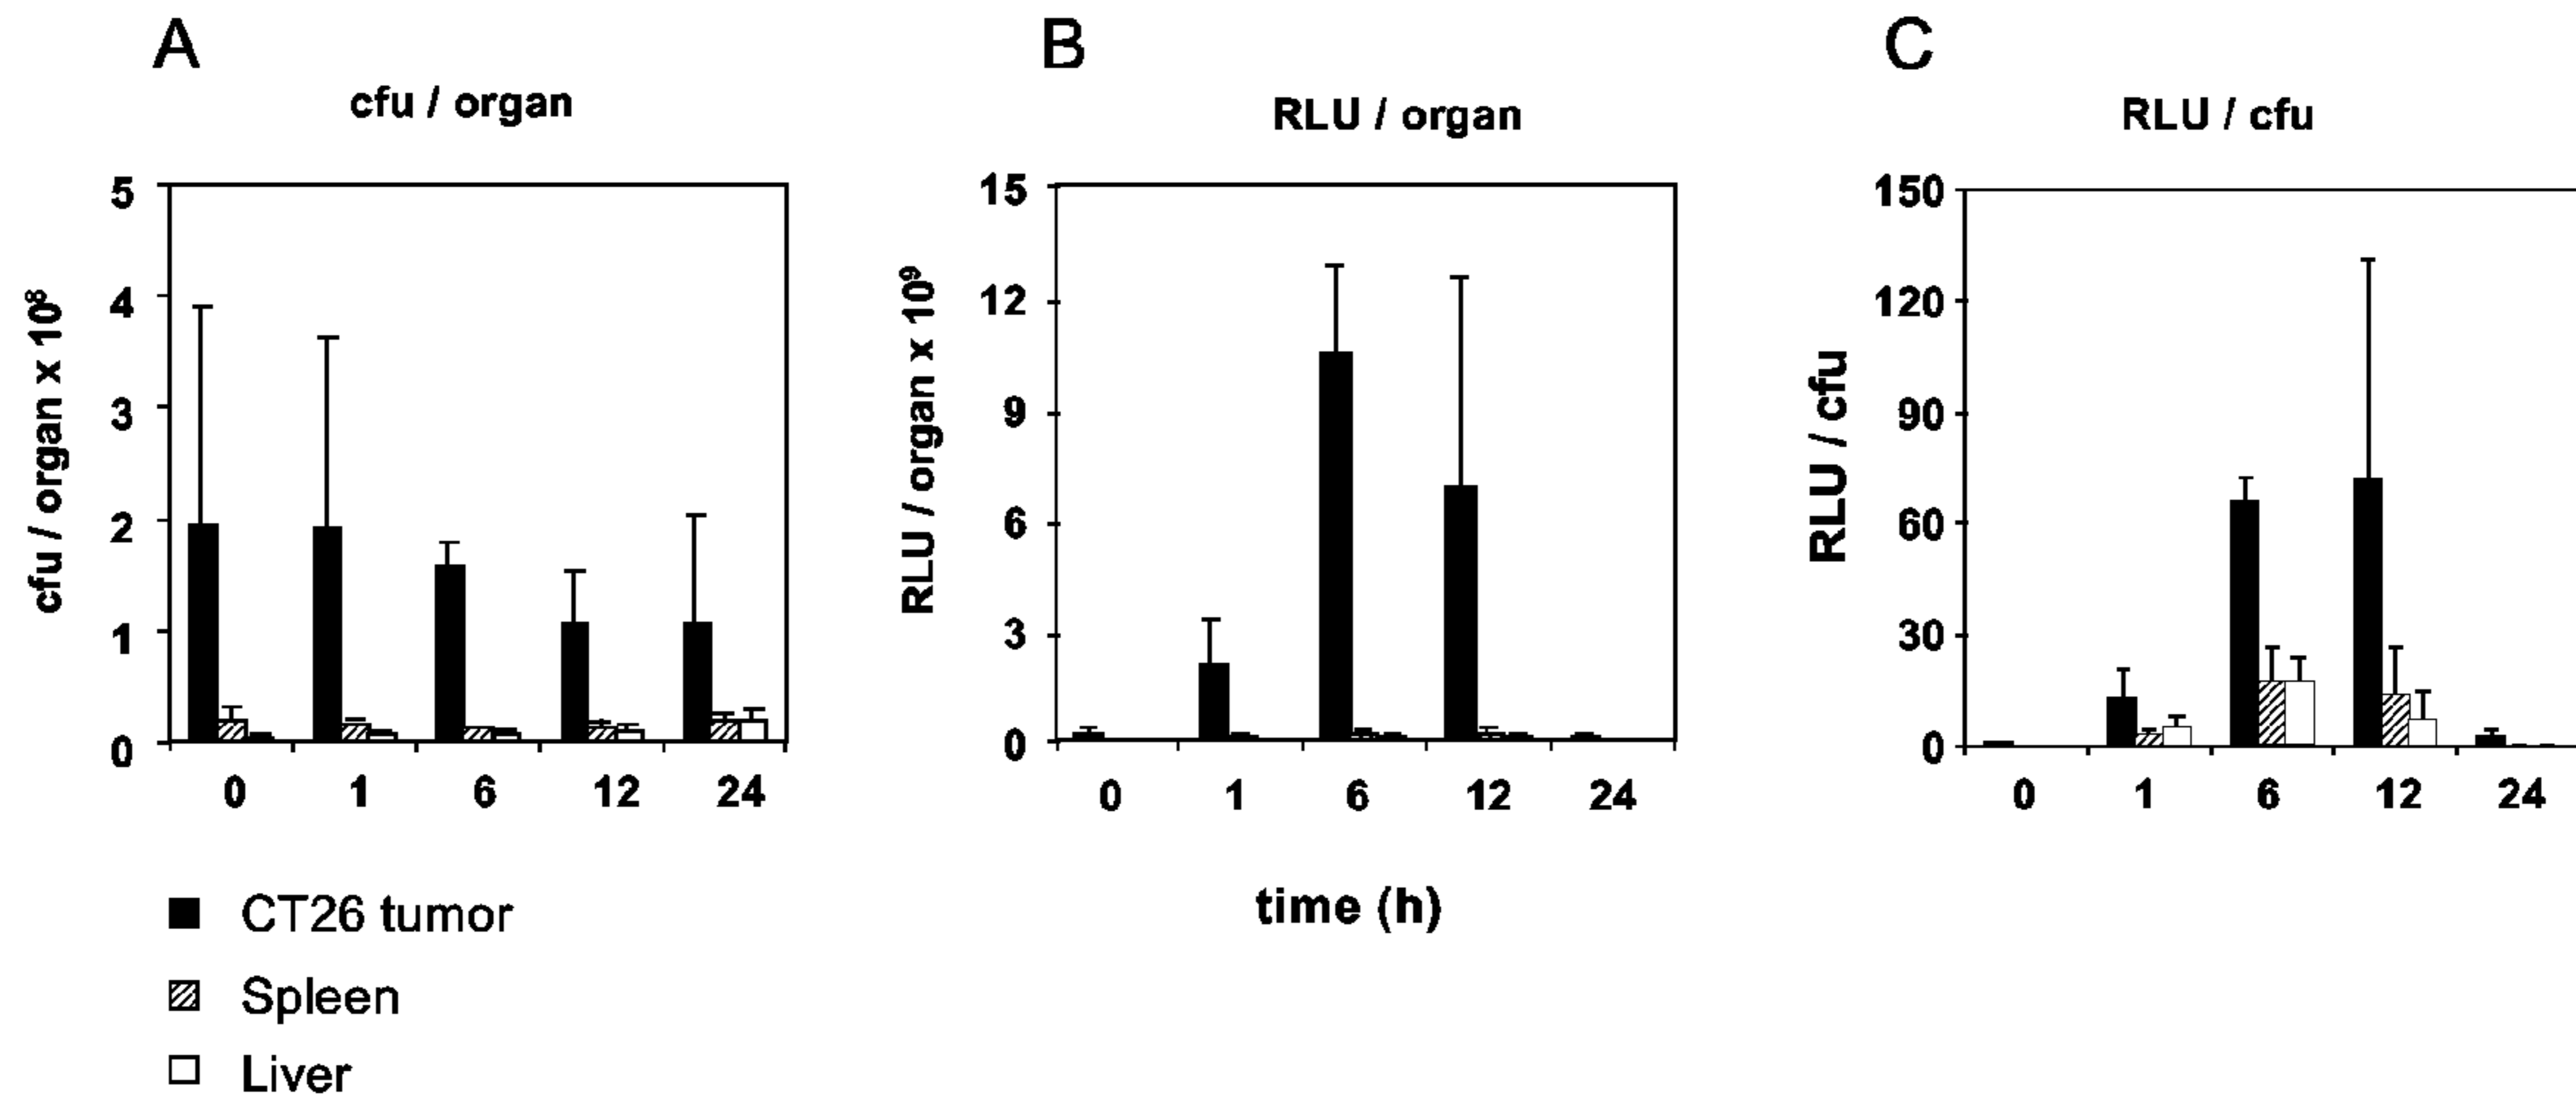 A
cfu / organ
cfu / organ x 10⁸
5
4
3
2
1
0
0 1 6 12 24
B
RLU / organ
RLU / organ x 10⁹
15
12
9
6
3
0
0 1 6 12 24
time (h)
C
RLU / cfu
RLU / cfu
150
120
90
60
30
0
0 1 6 12 24
CT26 tumor
Spleen
Liver